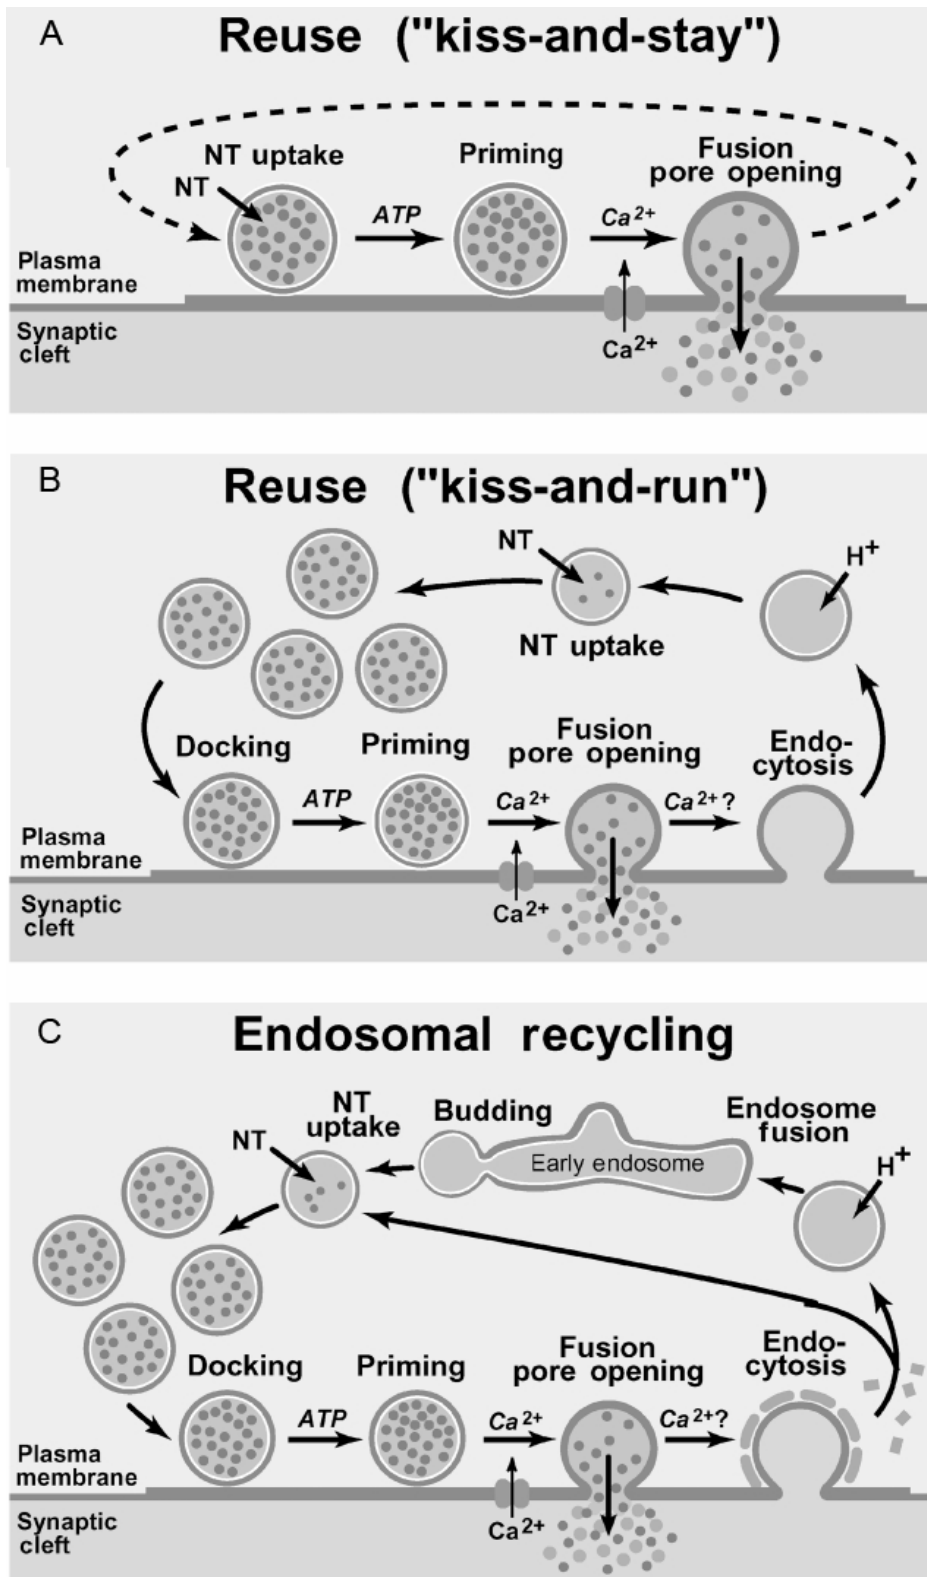 A
Reuse ("kiss-and-stay")
NT uptake
NT
ATP
Priming
Ca2+
Fusion
pore opening
Plasma
membrane
Synaptic
cleft
Ca2+
B
Reuse ("kiss-and-run")
NT
H+
NT uptake
Docking
ATP
Priming
Ca2+
Fusion
pore opening
Ca2+?
Endo-
cytosis
Plasma
membrane
Synaptic
cleft
Ca2+
C
Endosomal recycling
NT
uptake
NT
Budding
Early endosome
Endosome
fusion
H+
Docking
ATP
Priming
Ca2+
Fusion
pore opening
Ca2+?
Endo-
cytosis
Plasma
membrane
Synaptic
cleft
Ca2+